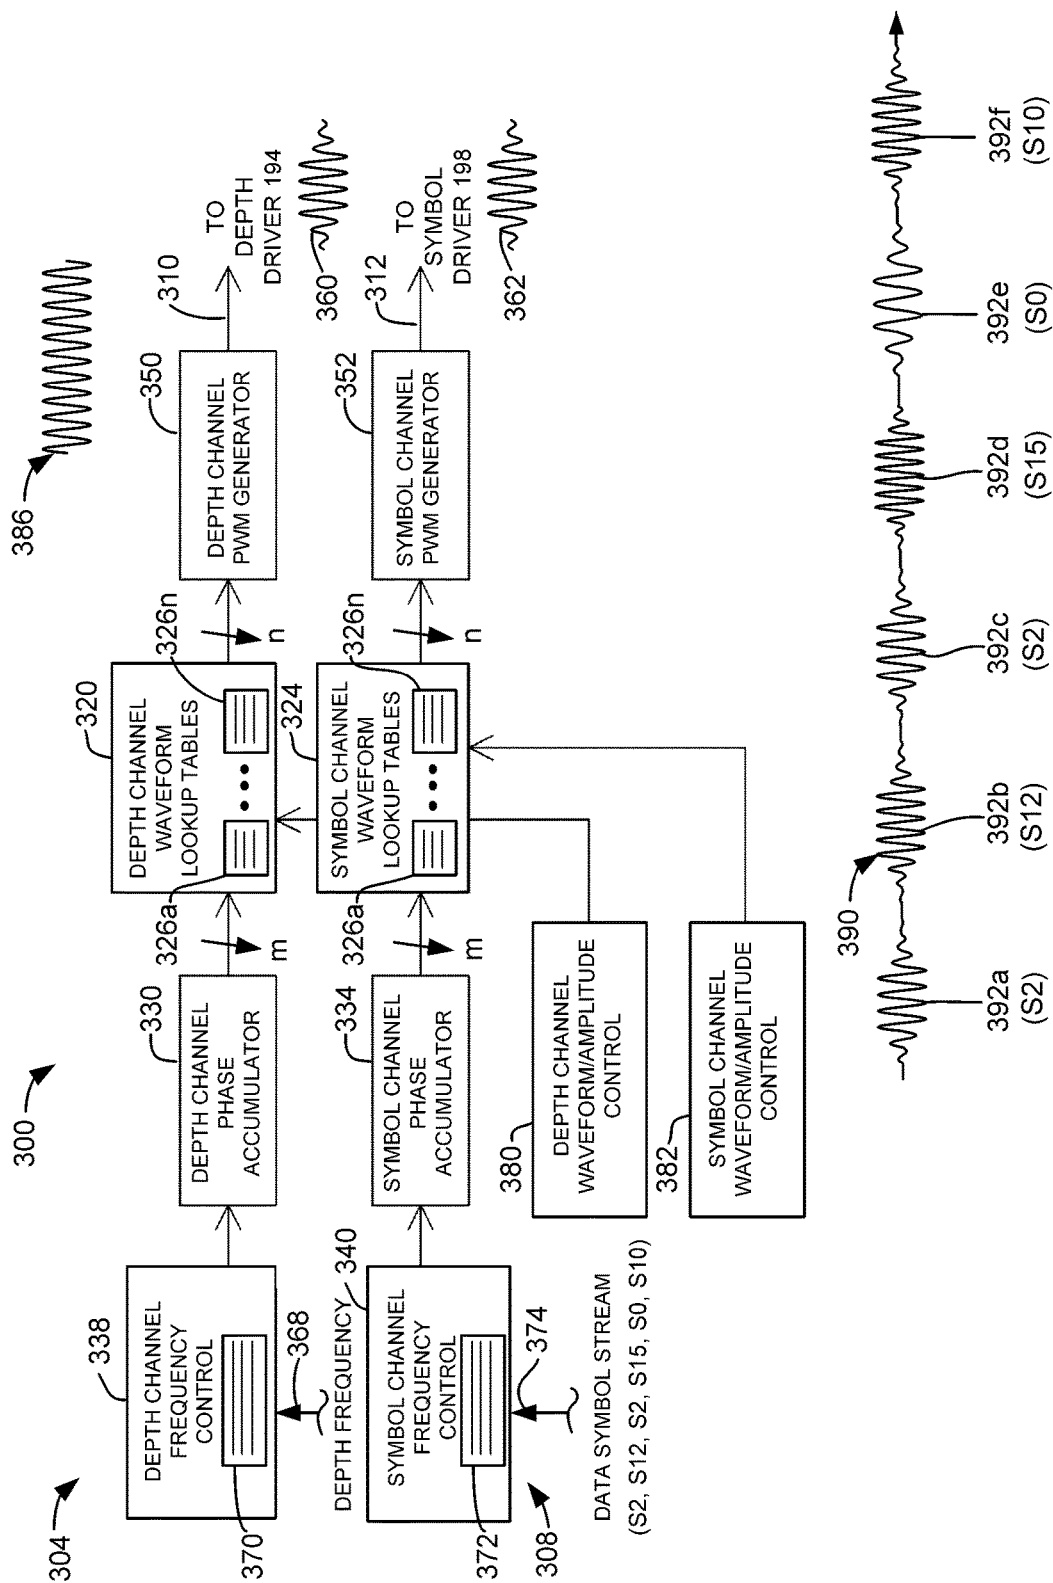 300
386
304
338
DEPTH CHANNEL
FREQUENCY
CONTROL
370
368
DEPTH FREQUENCY
330
DEPTH CHANNEL
PHASE
ACCUMULATOR
m
320
DEPTH CHANNEL
WAVEFORM
LOOKUP TABLES
326a
326n
n
350
DEPTH CHANNEL
PWM GENERATOR
310
TO
DEPTH
DRIVER 194
360
308
340
SYMBOL CHANNEL
FREQUENCY
CONTROL
372
374
DATA SYMBOL STREAM
(S2, S12, S2, S15, S0, S10)
334
SYMBOL CHANNEL
PHASE
ACCUMULATOR
m
324
SYMBOL CHANNEL
WAVEFORM
LOOKUP TABLES
326a
326n
n
352
SYMBOL CHANNEL
PWM GENERATOR
312
TO
SYMBOL
DRIVER 198
362
380
DEPTH CHANNEL
WAVEFORM/AMPLITUDE
CONTROL
382
SYMBOL CHANNEL
WAVEFORM/AMPLITUDE
CONTROL
390
392a
(S2)
392b
(S12)
392c
(S2)
392d
(S15)
392e
(S0)
392f
(S10)